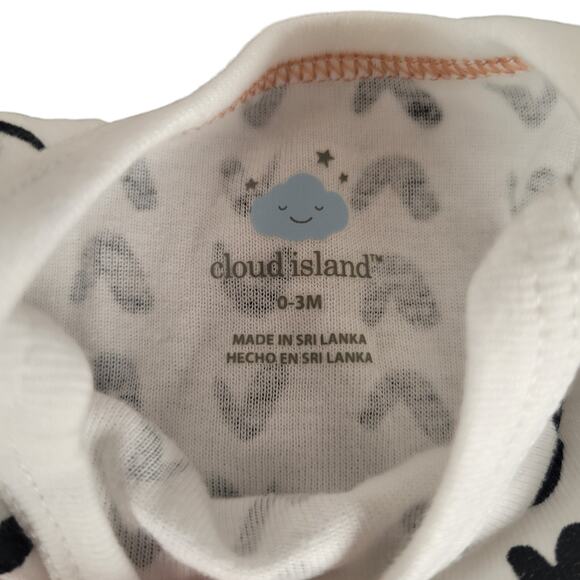 cloud island™
0-3M
MADE IN SRI LANKA
HECHO EN SRI LANKA